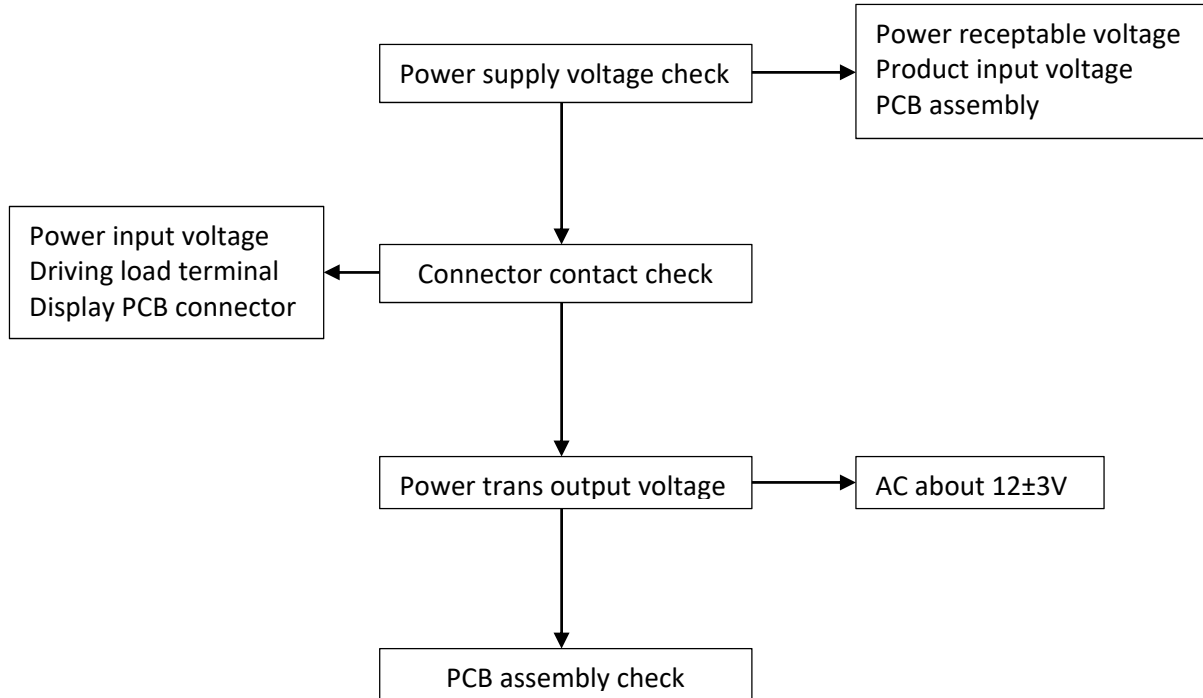 Power supply voltage check
Power receptable voltage
Product input voltage
PCB assembly
Power input voltage
Driving load terminal
Display PCB connector
Connector contact check
Power trans output voltage
AC about 12±3V
PCB assembly check